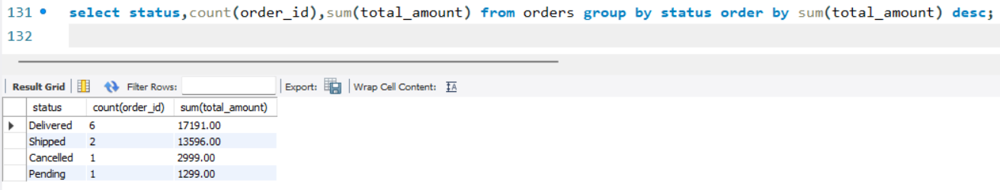 131 select status,count(order_id),sum(total_amount) from orders group by status order by sum(total_amount) desc;
132
Result Grid Filter Rows: Export: Wrap Cell Content: IA
status count(order_id) sum(total_amount)
Delivered 6 17191.00
Shipped 2 13596.00
Cancelled 1 2999.00
Pending 1 1299.00